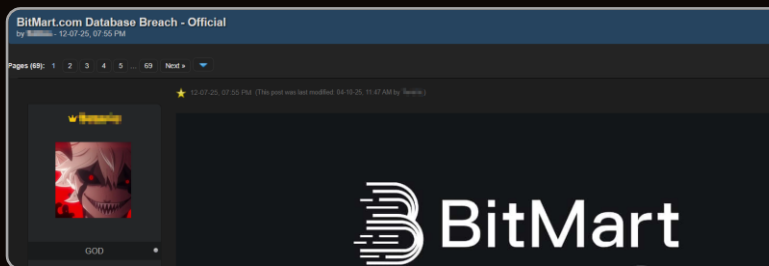 BitMart.com Database Breach - Official
by - 12-07-25, 07:55 PM
Pages (69): 1 2 3 4 5 ... 69 Next »
12-07-25, 07:55 PM (This post was last modified: 04-10-25, 11:47 AM by )
BitMart
GOD